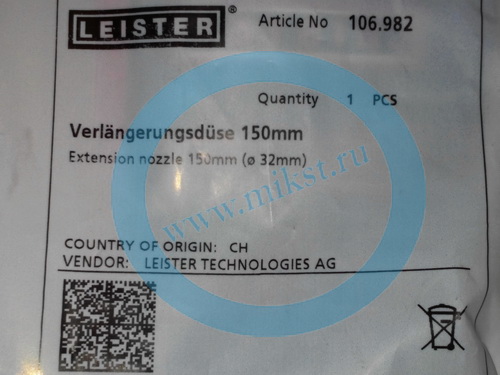 LEISTER®
Article No 106.982
Quantity 1 PCS
Verlängerungsdüse 150mm
Extension nozzle 150mm (ø 32mm)
www.mikst.ru
COUNTRY OF ORIGIN: CH
VENDOR: LEISTER TECHNOLOGIES AG